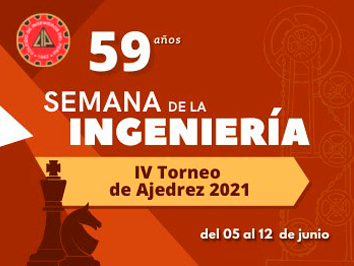 59 años
SEMANA DE LA
INGENIERÍA
IV Torneo
de Ajedrez 2021
del 05 al 12 de junio